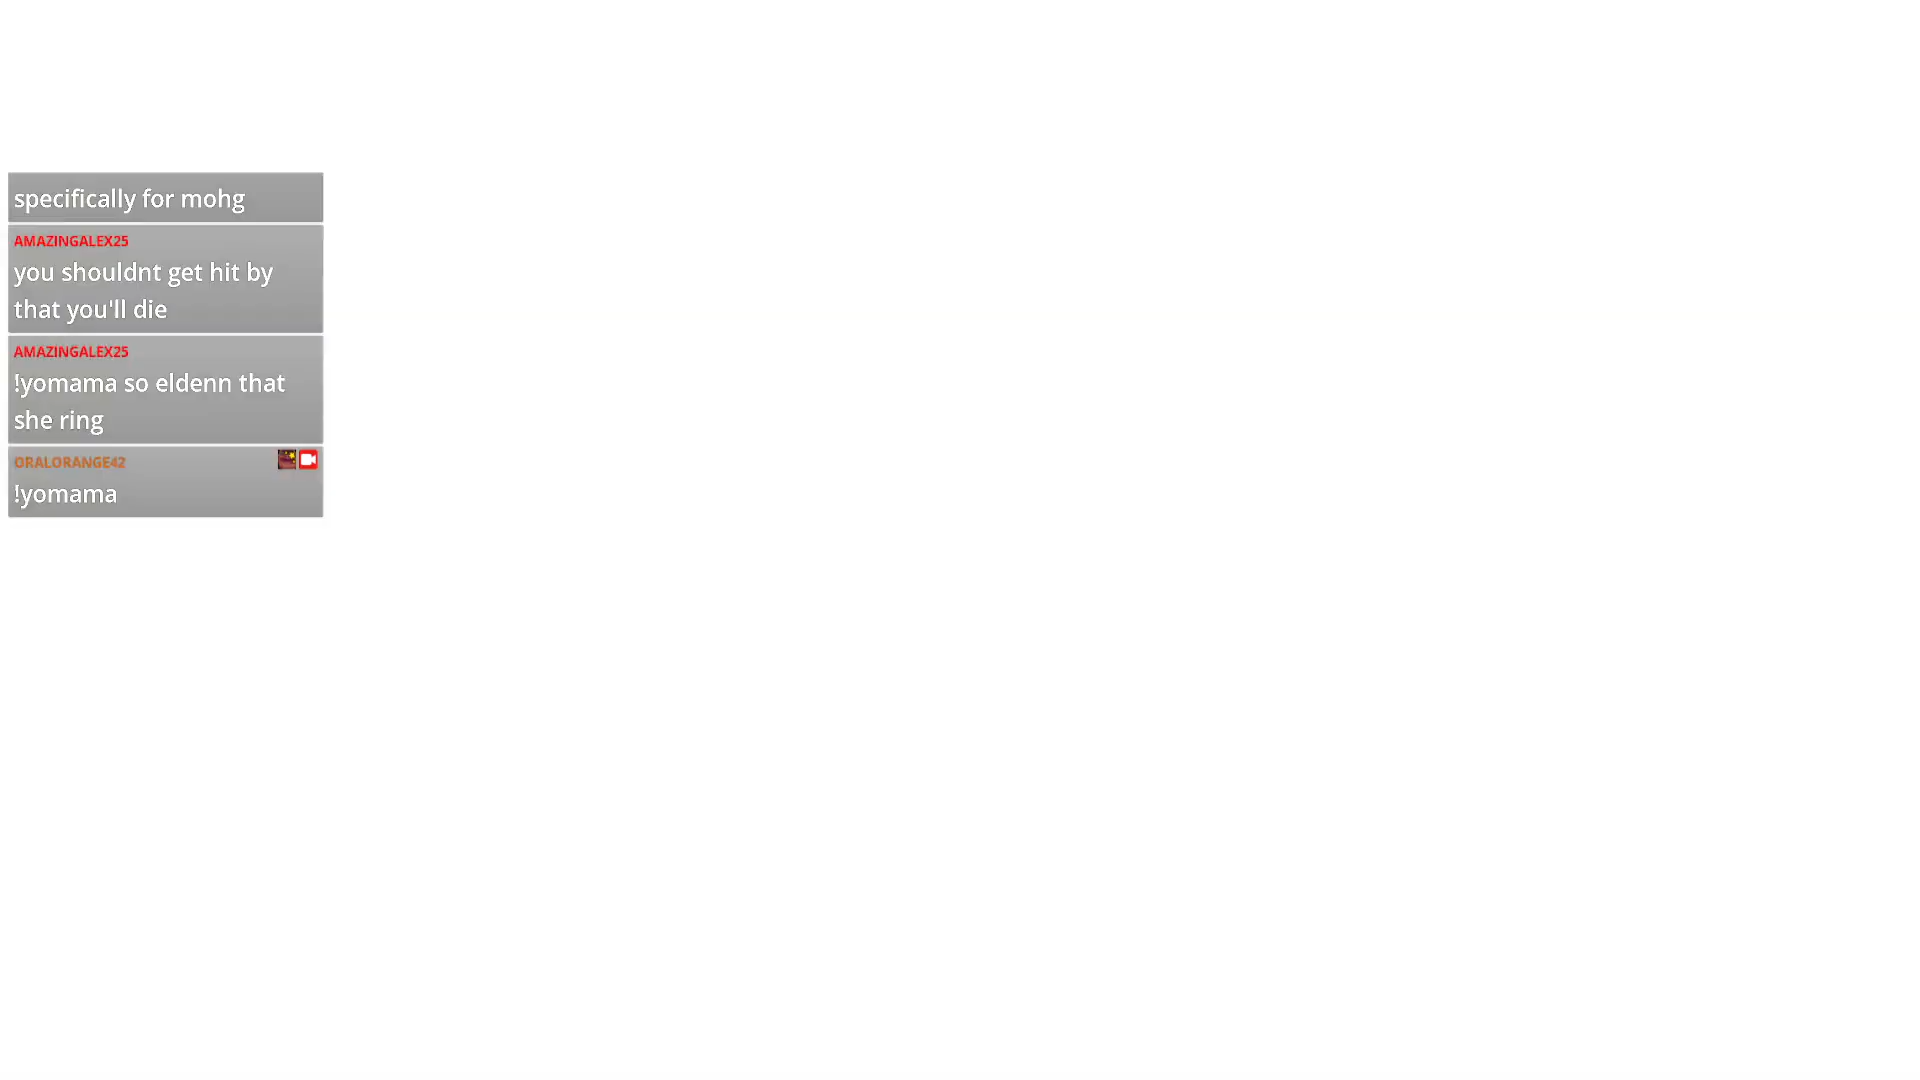 specifically for mohg
AMAZINGALEX25
you shouldnt get hit by
that you'll die
AMAZINGALEX25
!yomama so eldenn that
she ring
ORALORANGE42
!yomama